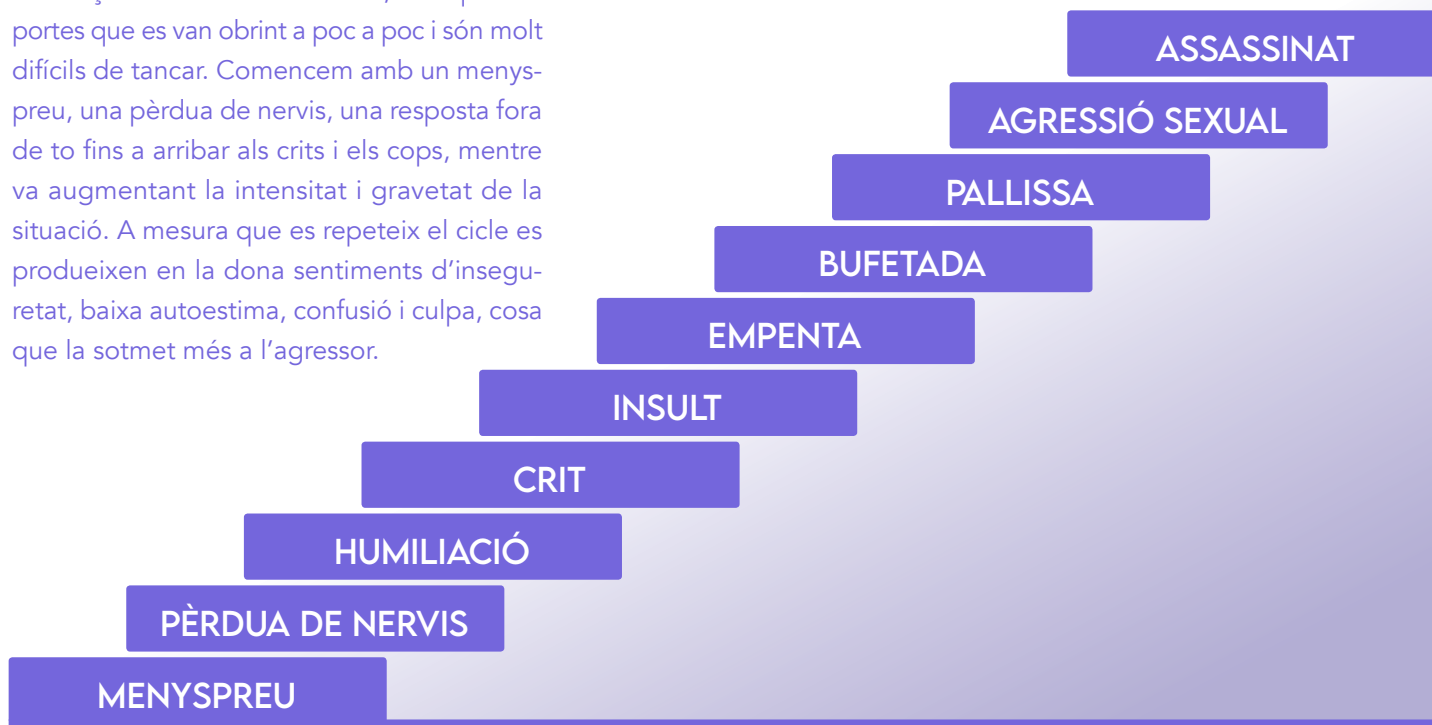 portes que es van obrint a poc a poc i són molt
difícils de tancar. Comencem amb un menys-
preu, una pèrdua de nervis, una resposta fora
de to fins a arribar als crits i els cops, mentre
va augmentant la intensitat i gravetat de la
situació. A mesura que es repeteix el cicle es
produeixen en la dona sentiments d’insegu-
retat, baixa autoestima, confusió i culpa, cosa
que la sotmet més a l’agressor.
ASSASSINAT
AGRESSIÓ SEXUAL
PALLISSA
BUFETADA
EMPENTA
INSULT
CRIT
HUMILIACIÓ
PÈRDUA DE NERVIS
MENYSPREU